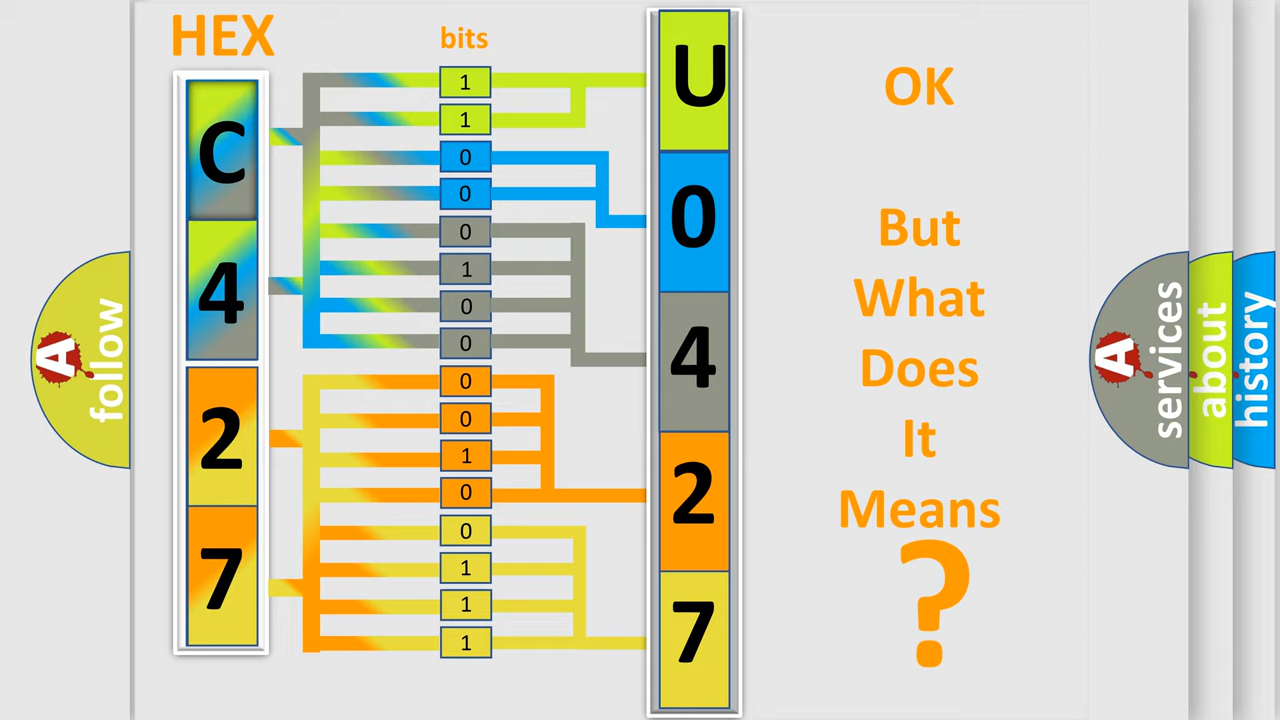 HEX
bits
C
4
2
7
1
1
0
0
0
1
0
0
0
0
1
0
0
1
1
1
U
0
4
2
7
OK
But
What
Does
It
Means
?
A
follow
A
services
about
history